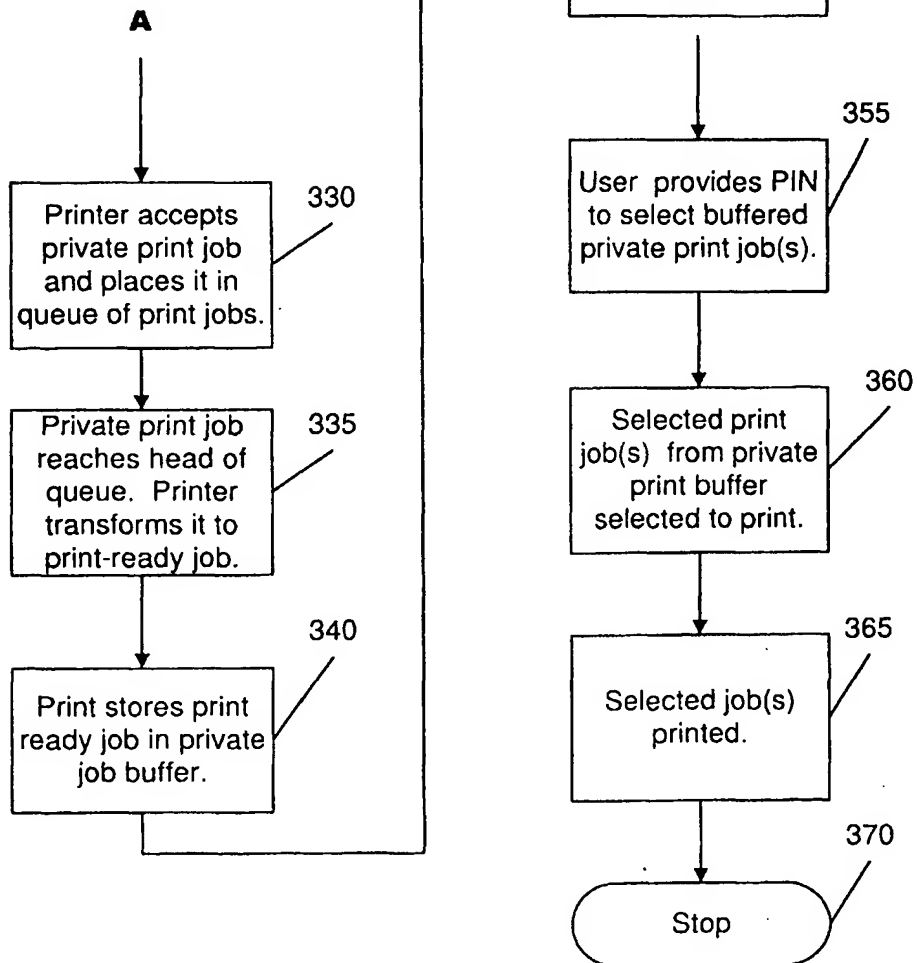 A
330
Printer accepts
private print job
and places it in
queue of print jobs.
335
Private print job
reaches head of
queue. Printer
transforms it to
print-ready job.
340
Print stores print
ready job in private
job buffer.
355
User provides PIN
to select buffered
private print job(s).
360
Selected print
job(s) from private
print buffer
selected to print.
365
Selected job(s)
printed.
370
Stop